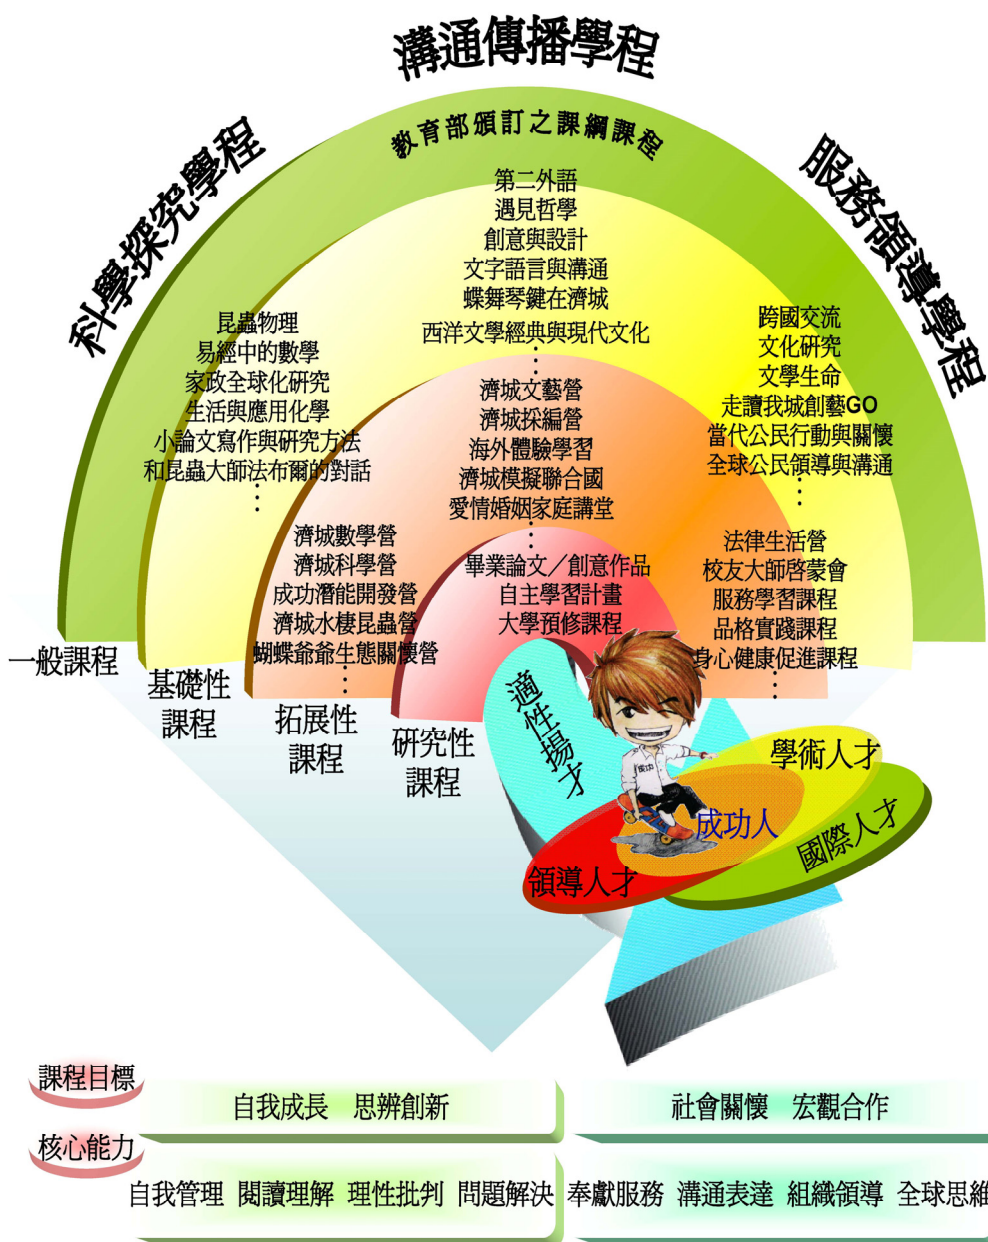 溝通傳播學程
科學探究學程
服務領導學程
教育部頒訂之課綱課程
第二外語
遇見哲學
創意與設計
文字語言與溝通
蝶舞琴鍵在濟城
西洋文學經典與現代文化
⋮
昆蟲物理
易經中的數學
家政全球化研究
生活與應用化學
小論文寫作與研究方法
和昆蟲大師法布爾的對話
⋮
跨國交流
文化研究
文學生命
走讀我城創藝GO
當代公民行動與關懷
全球公民領導與溝通
⋮
濟城文藝營
濟城採編營
海外體驗學習
濟城模擬聯合國
愛情婚姻家庭講堂
⋮
濟城數學營
濟城科學營
成功潛能開發營
濟城水棲昆蟲營
蝴蝶爺爺生態關懷營
⋮
法律生活營
校友大師啓蒙會
服務學習課程
品格實踐課程
身心健康促進課程
⋮
畢業論文／創意作品
自主學習計畫
大學預修課程
一般課程
基礎性
課程
拓展性
課程
研究性
課程
適性揚才
學術人才
成功人
國際人才
領導人才
課程目標
自我成長 思辨創新
社會關懷 宏觀合作
核心能力
自我管理 閱讀理解 理性批判 問題解決
奉獻服務 溝通表達 組織領導 全球思維